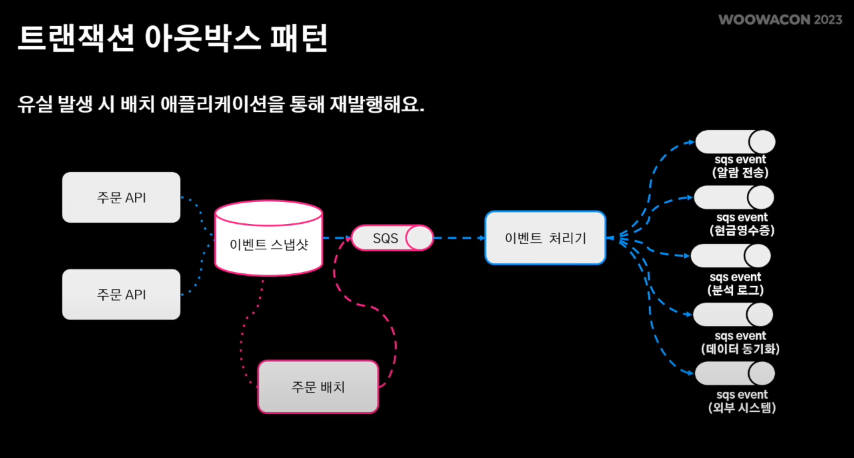 WOOWACON 2023
트랜잭션 아웃박스 패턴
유실 발생 시 배치 애플리케이션을 통해 재발행해요.
주문 API
주문 API
이벤트 스냅샷
SQS
이벤트 처리기
주문 배치
sqs event
(알람 전송)
sqs event
(현금영수증)
sqs event
(분석 로그)
sqs event
(데이터 동기화)
sqs event
(외부 시스템)